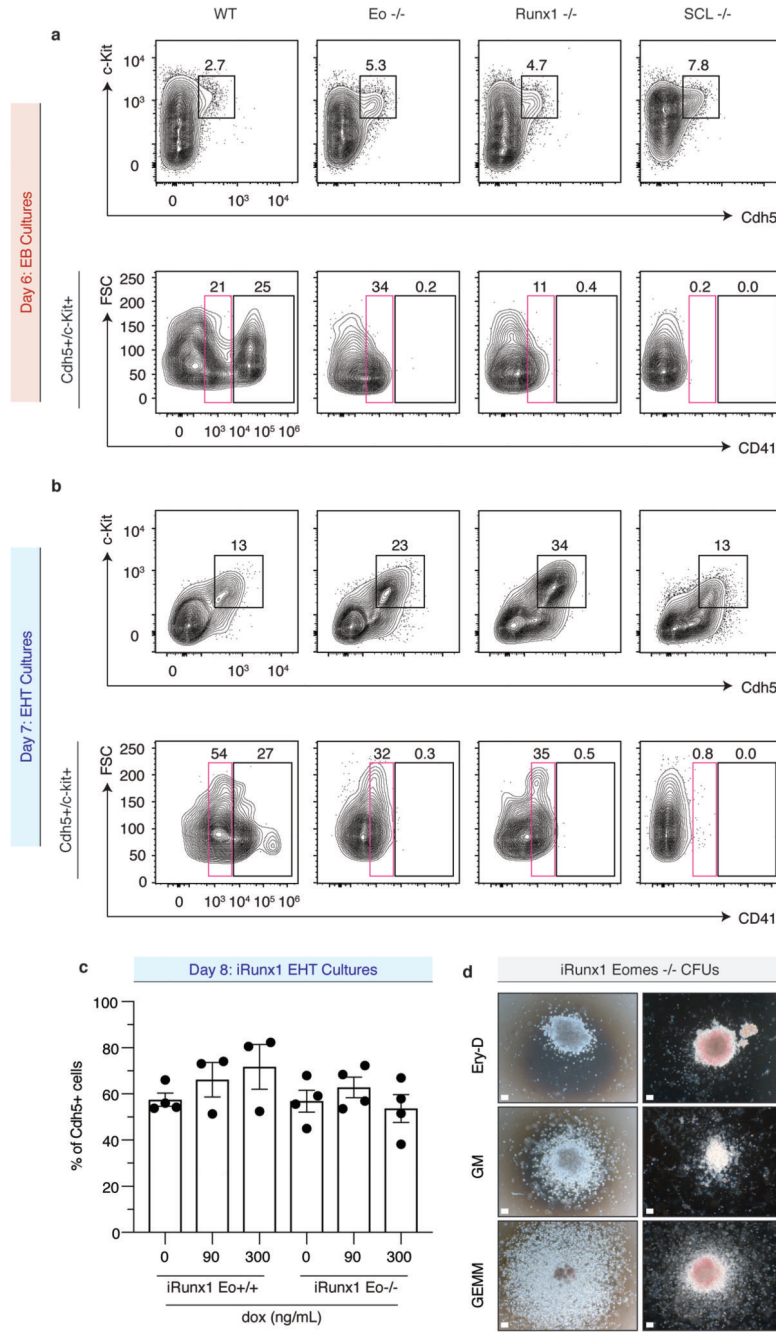 WT Eo -/- Runx1 -/- SCL -/-
a
Day 6: EB Cultures
c-Kit
10⁴
10³
0
2.7 5.3 4.7 7.8
0 10³ 10⁴
Cdh5
Cdh5+/c-Kit+
FSC
250
200
150
100
50
0
21 25 34 0.2 11 0.4 0.2 0.0
0 10³ 10⁴ 10⁵ 10⁶
CD41
b
Day 7: EHT Cultures
c-Kit
10⁴
10³
0
13 23 34 13
0 10³ 10⁴
Cdh5
Cdh5+/c-kit+
FSC
250
200
150
100
50
0
54 27 32 0.3 35 0.5 0.8 0.0
0 10³ 10⁴ 10⁵ 10⁶
CD41
c
Day 8: iRunx1 EHT Cultures
% of Cdh5+ cells
100
80
60
40
20
0
0 90 300 0 90 300
iRunx1 Eo+/+ iRunx1 Eo-/-
dox (ng/mL)
d
iRunx1 Eomes -/- CFUs
Ery-D
GM
GEMM